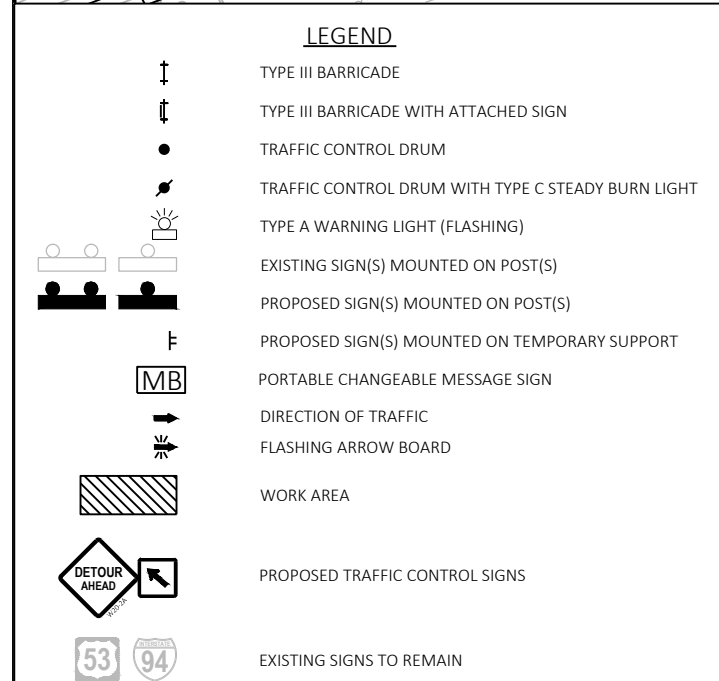 LEGEND
TYPE III BARRICADE
TYPE III BARRICADE WITH ATTACHED SIGN
TRAFFIC CONTROL DRUM
TRAFFIC CONTROL DRUM WITH TYPE C STEADY BURN LIGHT
TYPE A WARNING LIGHT (FLASHING)
EXISTING SIGN(S) MOUNTED ON POST(S)
PROPOSED SIGN(S) MOUNTED ON POST(S)
PROPOSED SIGN(S) MOUNTED ON TEMPORARY SUPPORT
MB PORTABLE CHANGEABLE MESSAGE SIGN
DIRECTION OF TRAFFIC
FLASHING ARROW BOARD
WORK AREA
DETOUR
AHEAD
W20-2A
PROPOSED TRAFFIC CONTROL SIGNS
53
INTERSTATE
94
EXISTING SIGNS TO REMAIN